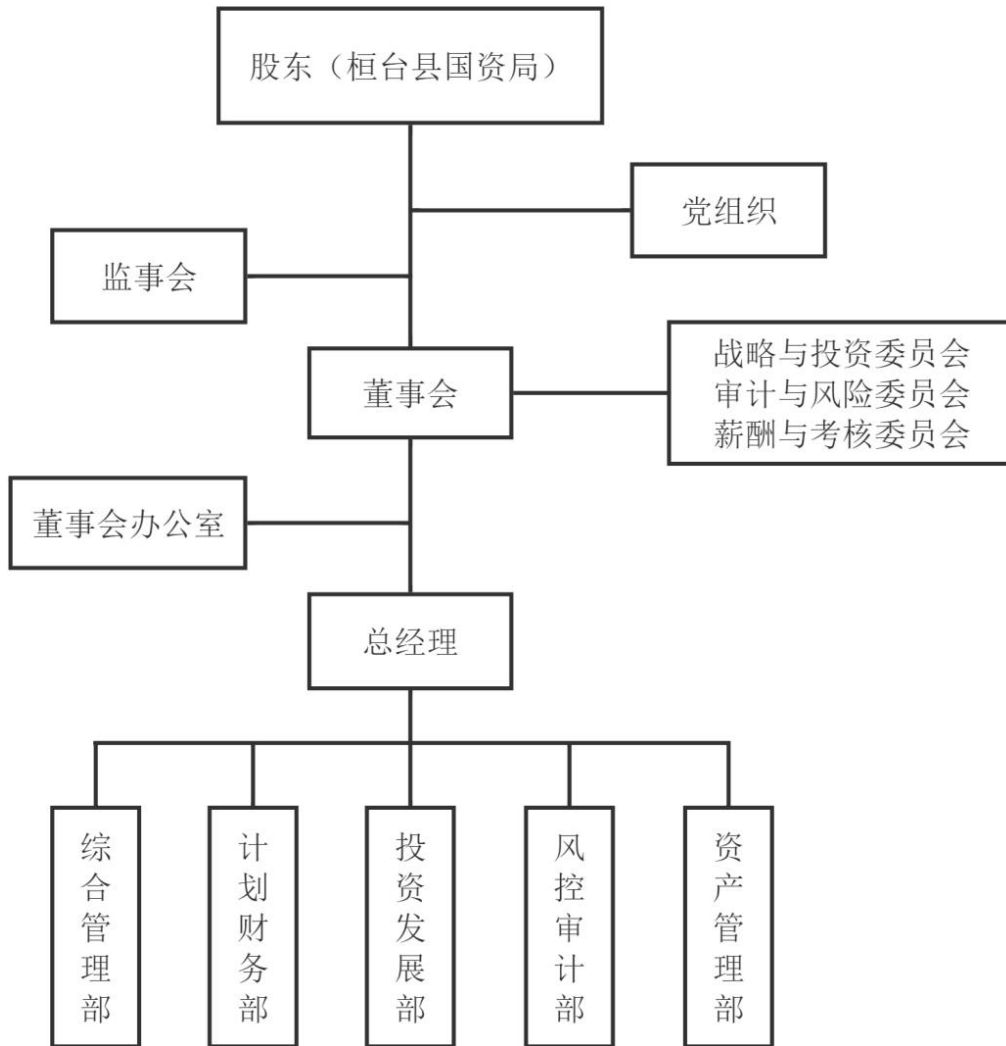 股东（桓台县国资局）
党组织
监事会
战略与投资委员会
审计与风险委员会
薪酬与考核委员会
董事会
董事会办公室
总经理
综合管理部
计划财务部
投资发展部
风控审计部
资产管理部